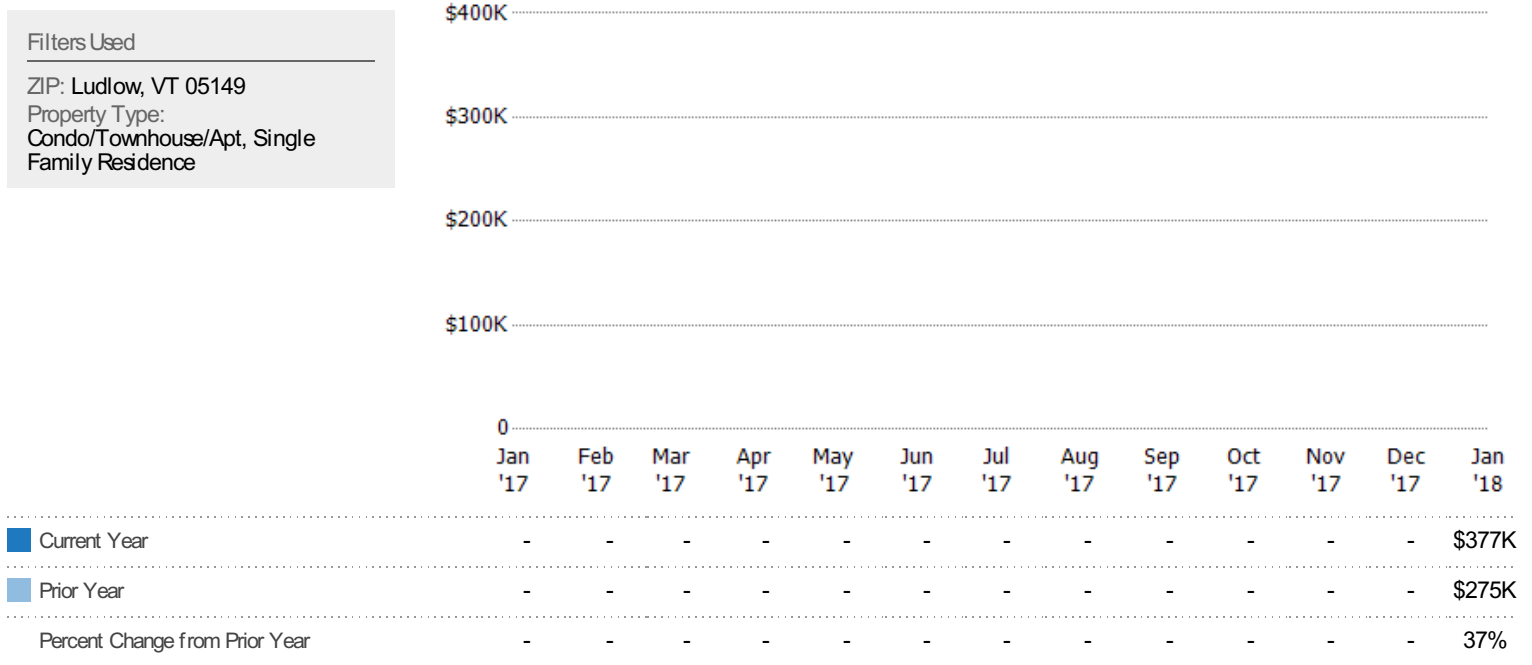 Filters Used
ZIP: Ludlow, VT 05149
Property Type:
Condo/Townhouse/Apt, Single
Family Residence
$400K
$300K
$200K
$100K
0
Jan Feb Mar Apr May Jun Jul Aug Sep Oct Nov Dec Jan
'17 '17 '17 '17 '17 '17 '17 '17 '17 '17 '17 '17 '18
Current Year - - - - - - - - - - - - $377K
Prior Year - - - - - - - - - - - - $275K
Percent Change from Prior Year - - - - - - - - - - - - 37%